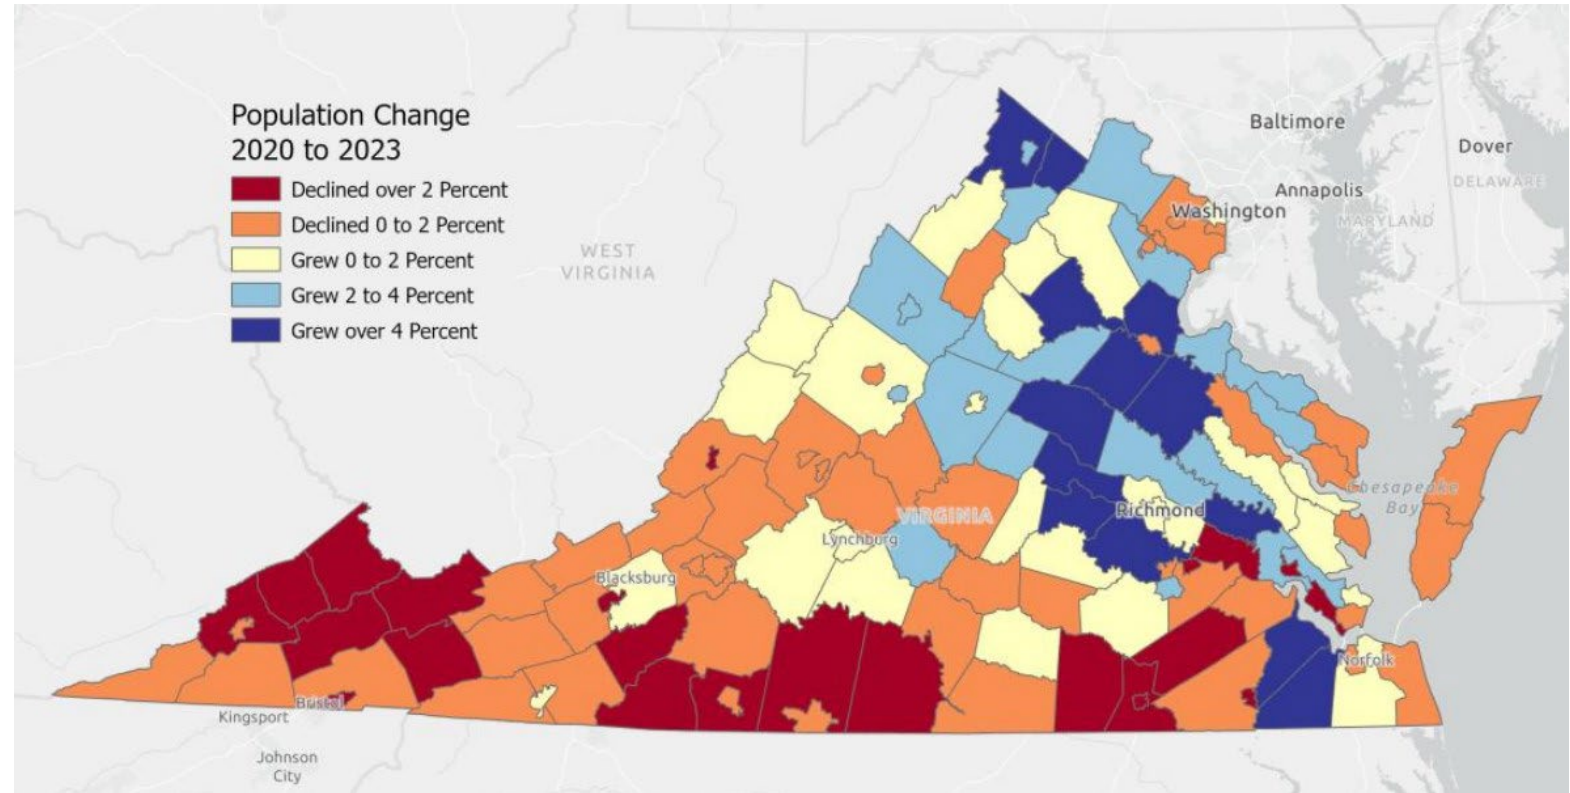 Population Change
2020 to 2023
Declined over 2 Percent
Declined 0 to 2 Percent
Grew 0 to 2 Percent
Grew 2 to 4 Percent
Grew over 4 Percent
Baltimore
Dover
DELAWARE
Annapolis
Washington
MARYLAND
WEST
VIRGINIA
Chesapeake
Bay
Richmond
VIRGINIA
Lynchburg
Blacksburg
Norfolk
Bristol
Kingsport
Johnson
City